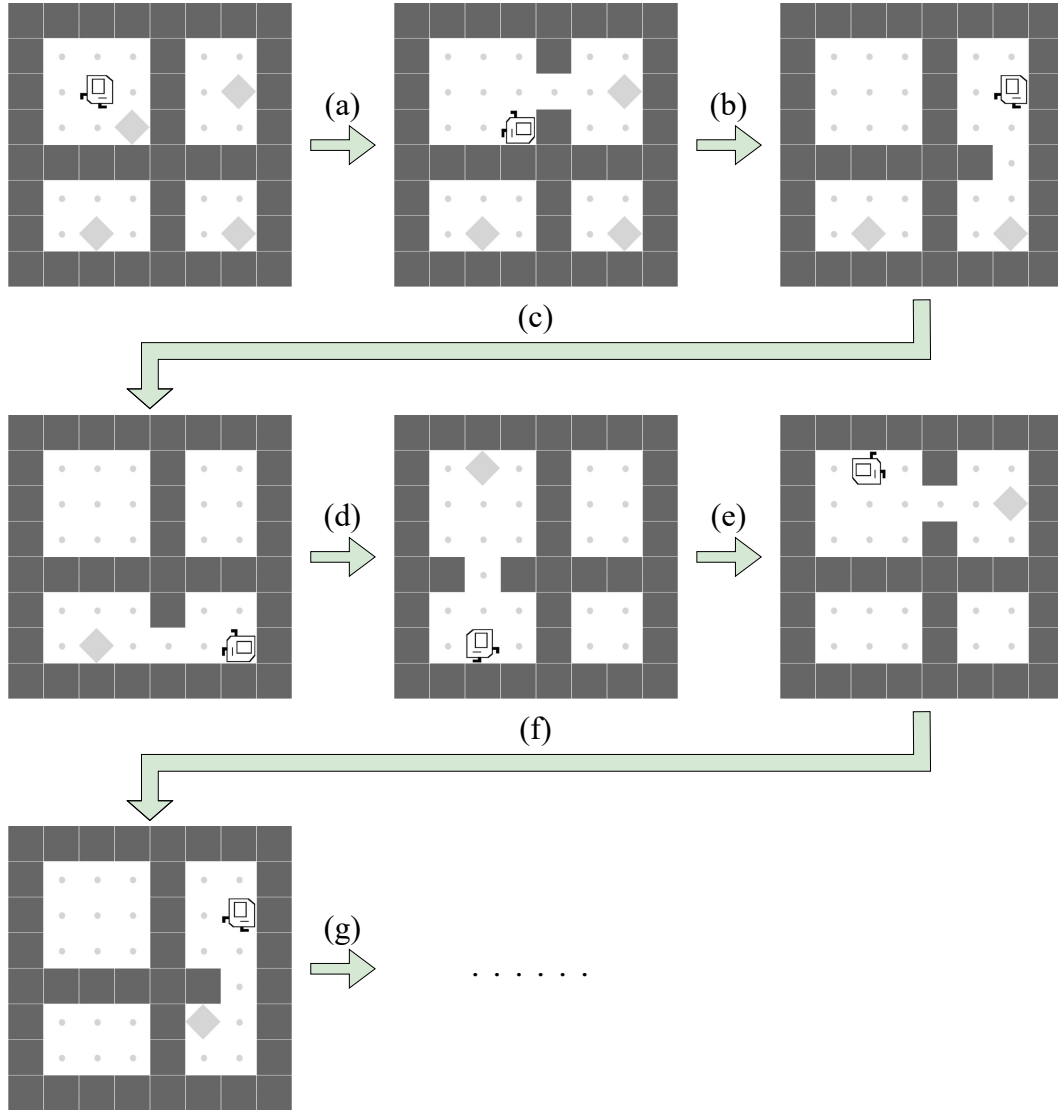 (a)
(b)
(c)
(d)
(e)
(f)
(g)
. . . . . .